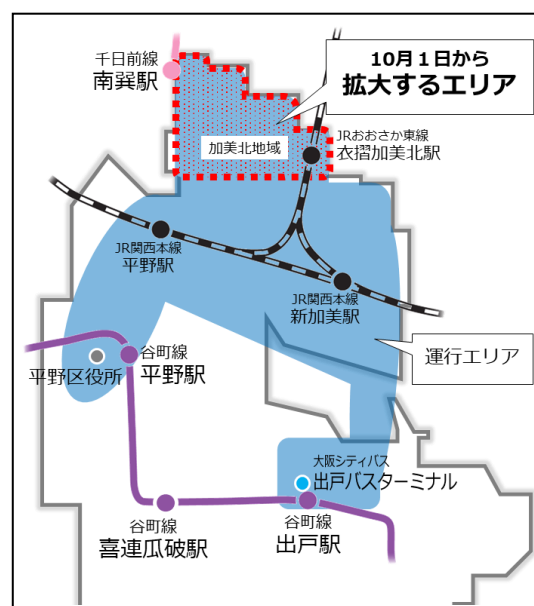 千日前線
南巽駅
10月1日から
拡大するエリア
加美北地域
JRおおさか東線
衣摺加美北駅
JR関西本線
平野駅
JR関西本線
新加美駅
谷町線
平野駅
平野区役所
運行エリア
大阪シティバス
出戸バスターミナル
谷町線
喜連瓜破駅
谷町線
出戸駅